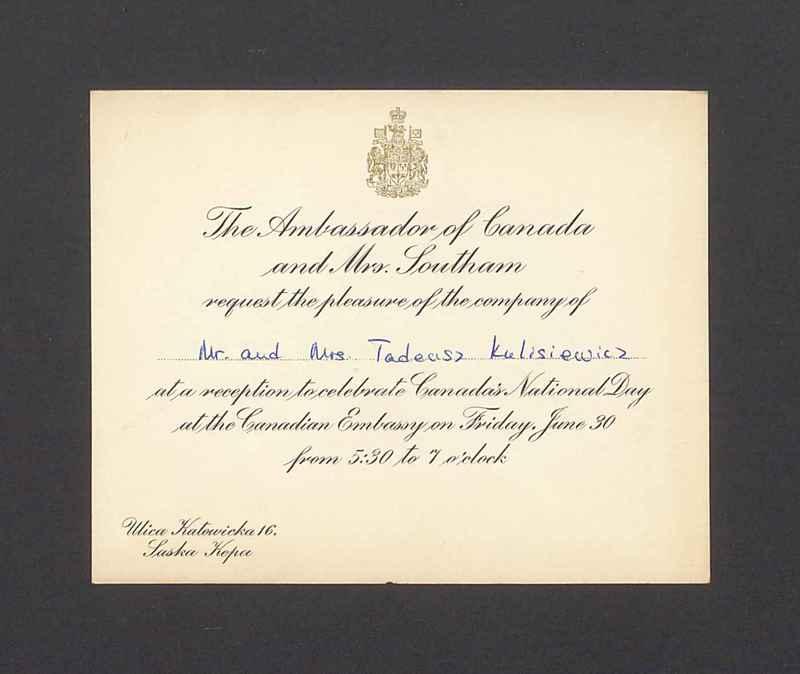 The Ambassador of Canada
and Mrs. Southam
request the pleasure of the company of
Mr. and Mrs. Tadeusz Kulisiewicz
at a reception to celebrate Canada's National Day
at the Canadian Embassy on Friday, June 30
from 5:30 to 7 o'clock
Ulica Katowicka 16.
Saska Kepa